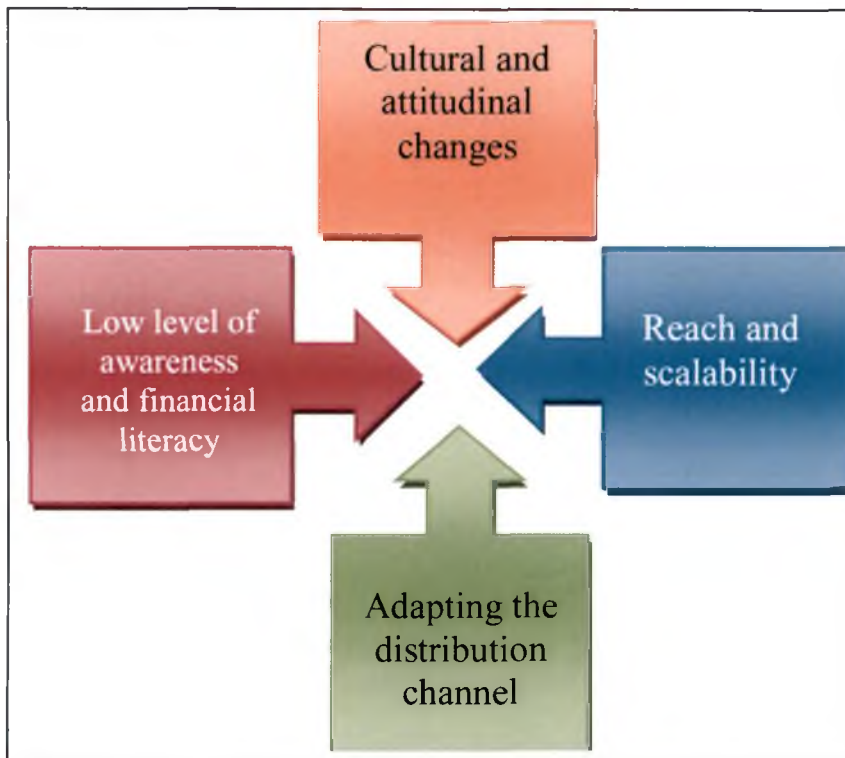 Cultural and
attitudinal
changes
Low level of
awareness
and financial
literacy
Reach and
scalability
Adapting the
distribution
channel